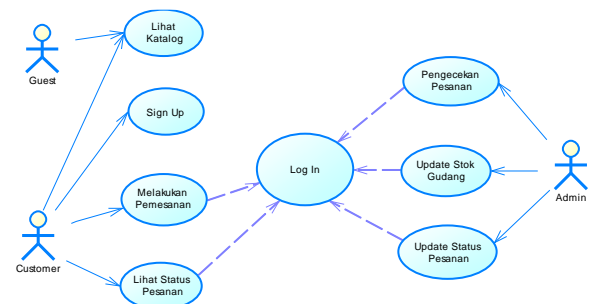 Lihat
Katalog
Guest
Sign Up
Melakukan
Pemesanan
Customer
Lihat Status
Pesanan
Log In
Pengecekan
Pesanan
Update Stok
Gudang
Admin
Update Status
Pesanan